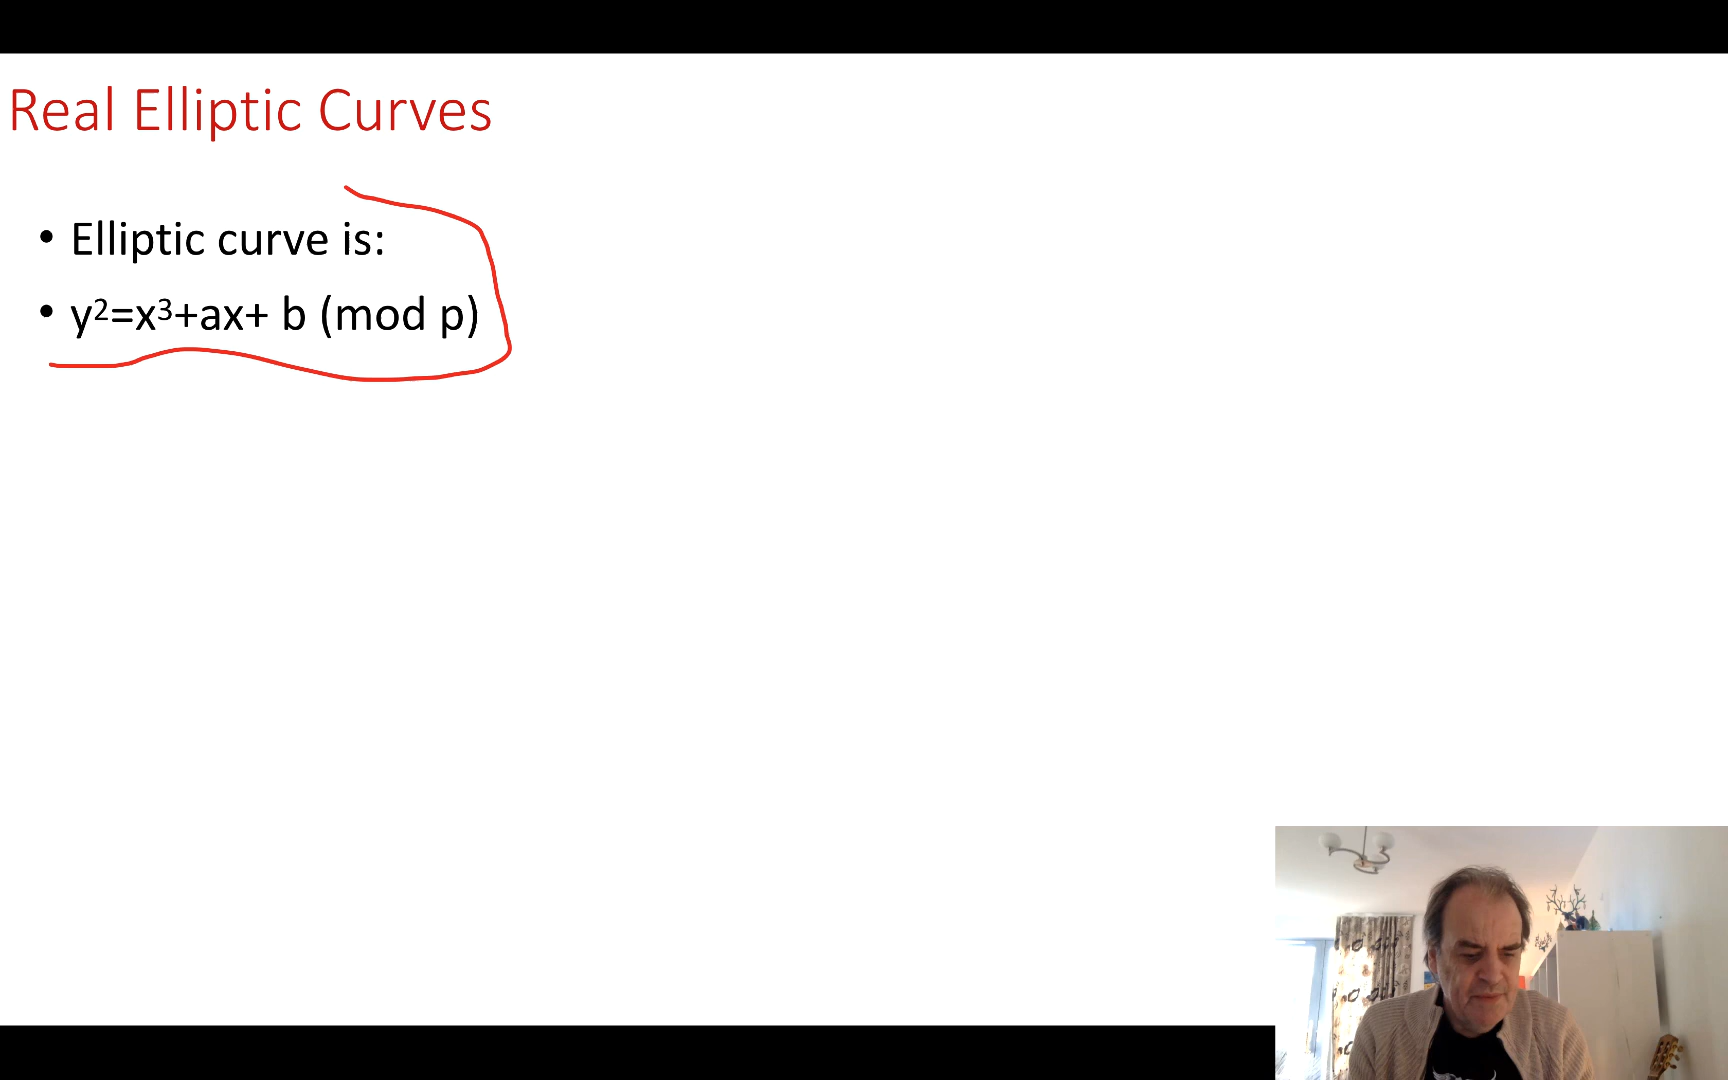 Real Elliptic Curves
• Elliptic curve is:
• y²=x³+ax+ b (mod p)